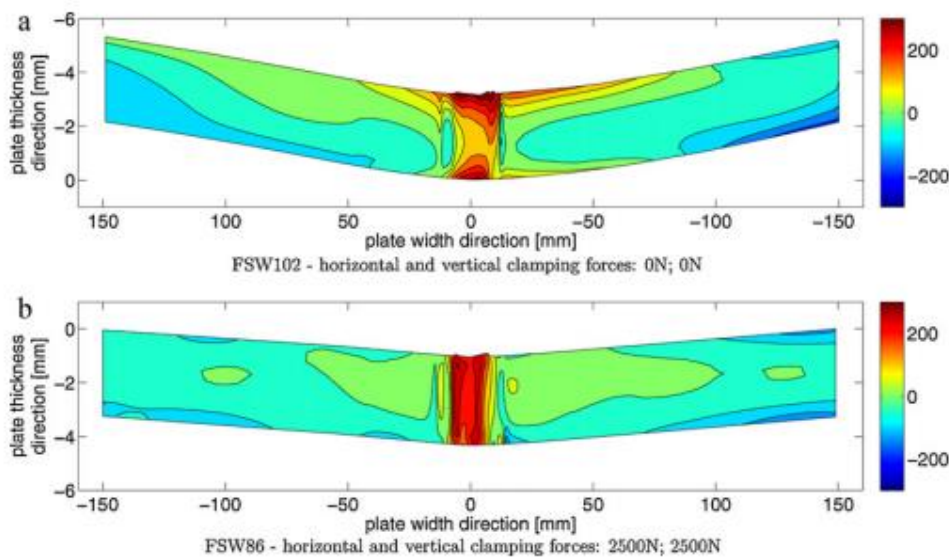 a
−6
−4
−2
0
plate thickness
direction [mm]
150
100
50
0
−50
−100
−150
plate width direction [mm]
200
0
−200
FSW102 - horizontal and vertical clamping forces: 0N; 0N
b
0
−2
−4
−6
plate thickness
direction [mm]
−150
−100
−50
0
50
100
150
plate width direction [mm]
200
0
−200
FSW86 - horizontal and vertical clamping forces: 2500N; 2500N